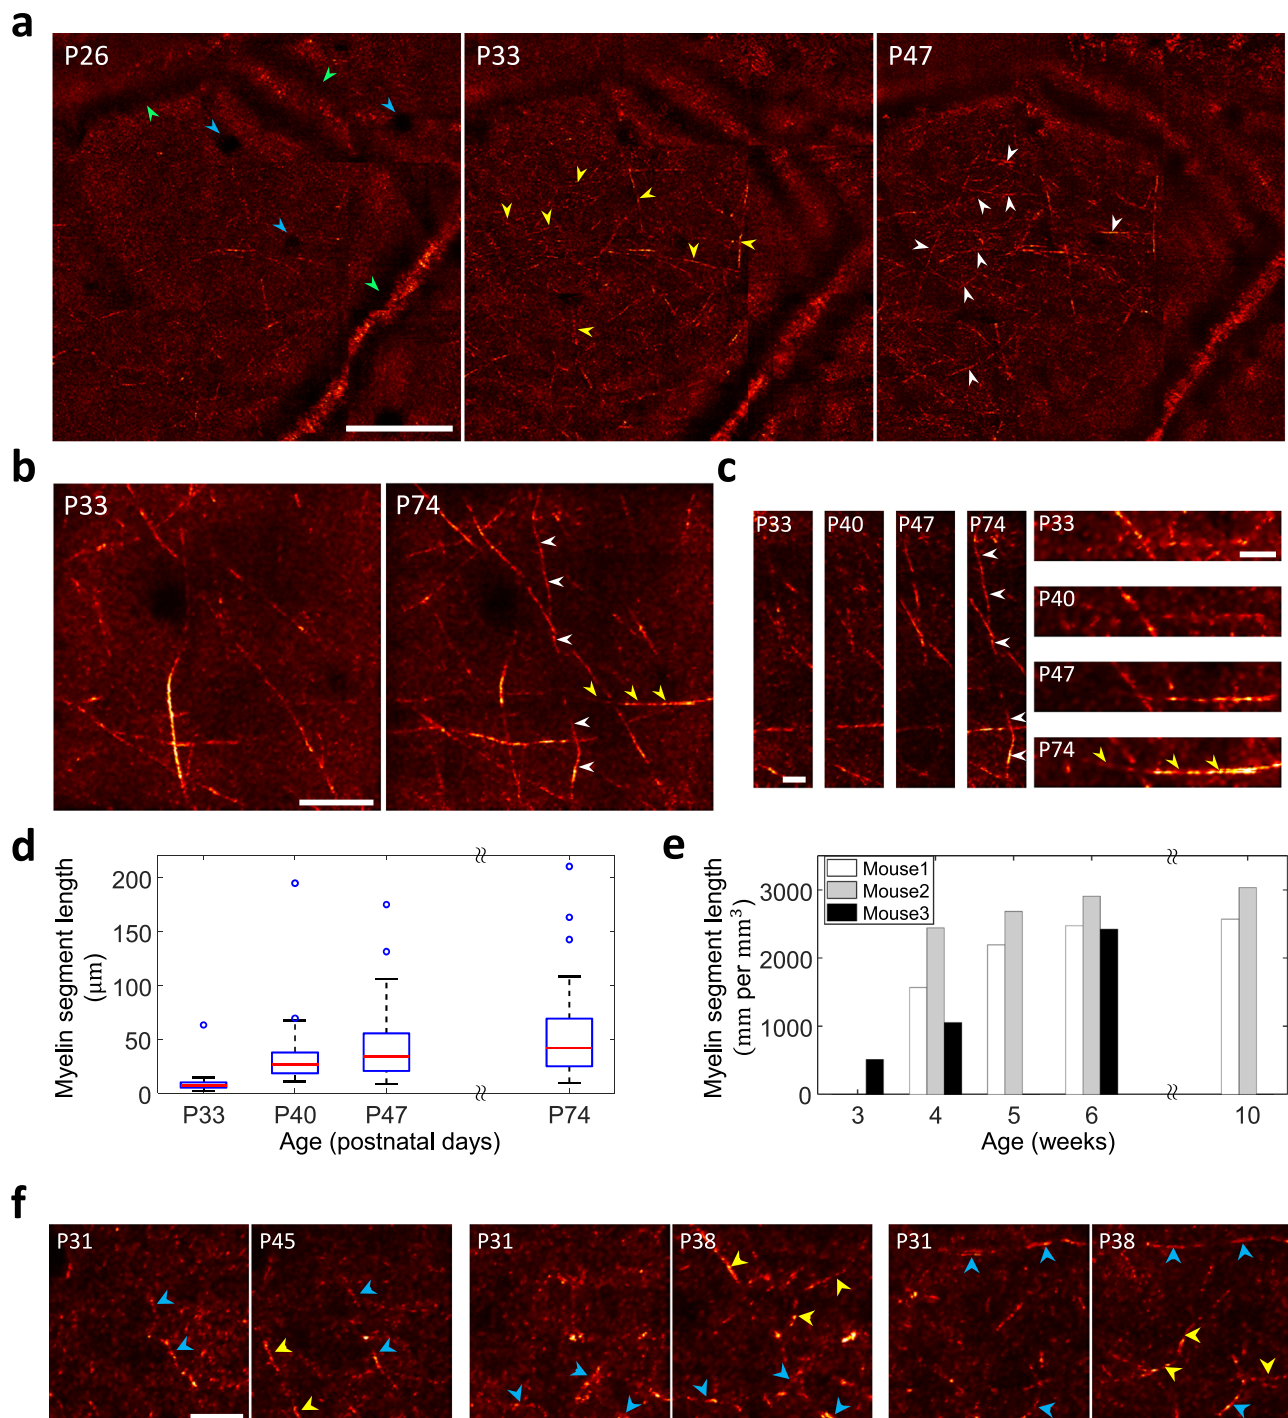 a
P26
P33
P47
b
P33
P74
c
P33
P40
P47
P74
P33
P40
P47
P74
d
Myelin segment length
(μm)
200
150
100
50
0
P33
P40
P47
P74
Age (postnatal days)
e
Myelin segment length
(mm per mm³)
3000
2000
1000
0
Mouse1
Mouse2
Mouse3
3
4
5
6
10
Age (weeks)
f
P31
P45
P31
P38
P31
P38